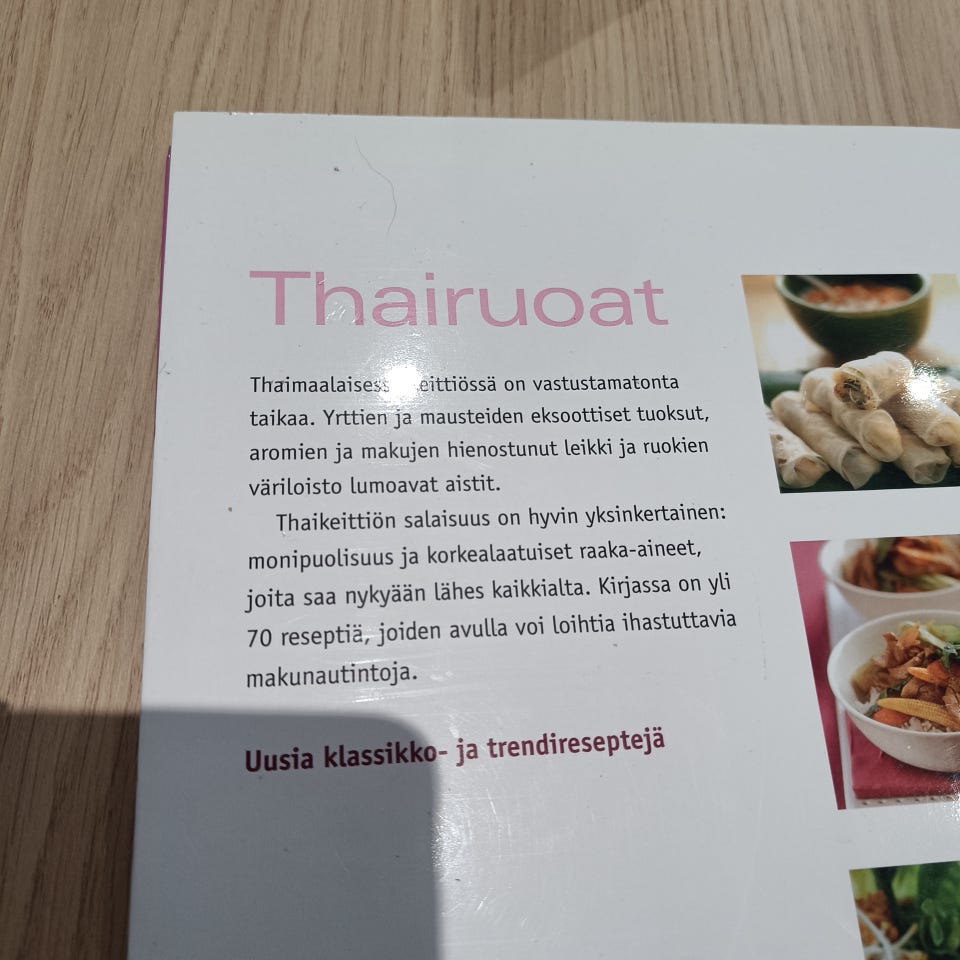 Thairuoat
Thaimaalaisessa keittiössä on vastustamatonta
taikaa. Yrttien ja mausteiden eksoottiset tuoksut,
aromien ja makujen hienostunut leikki ja ruokien
väriloisto lumoavat aistit.
Thaikeittiön salaisuus on hyvin yksinkertainen:
monipuolisuus ja korkealaatuiset raaka-aineet,
joita saa nykyään lähes kaikkialta. Kirjassa on yli
70 reseptiä, joiden avulla voi loihtia ihastuttavia
makunautintoja.
Uusia klassikko- ja trendireseptejä